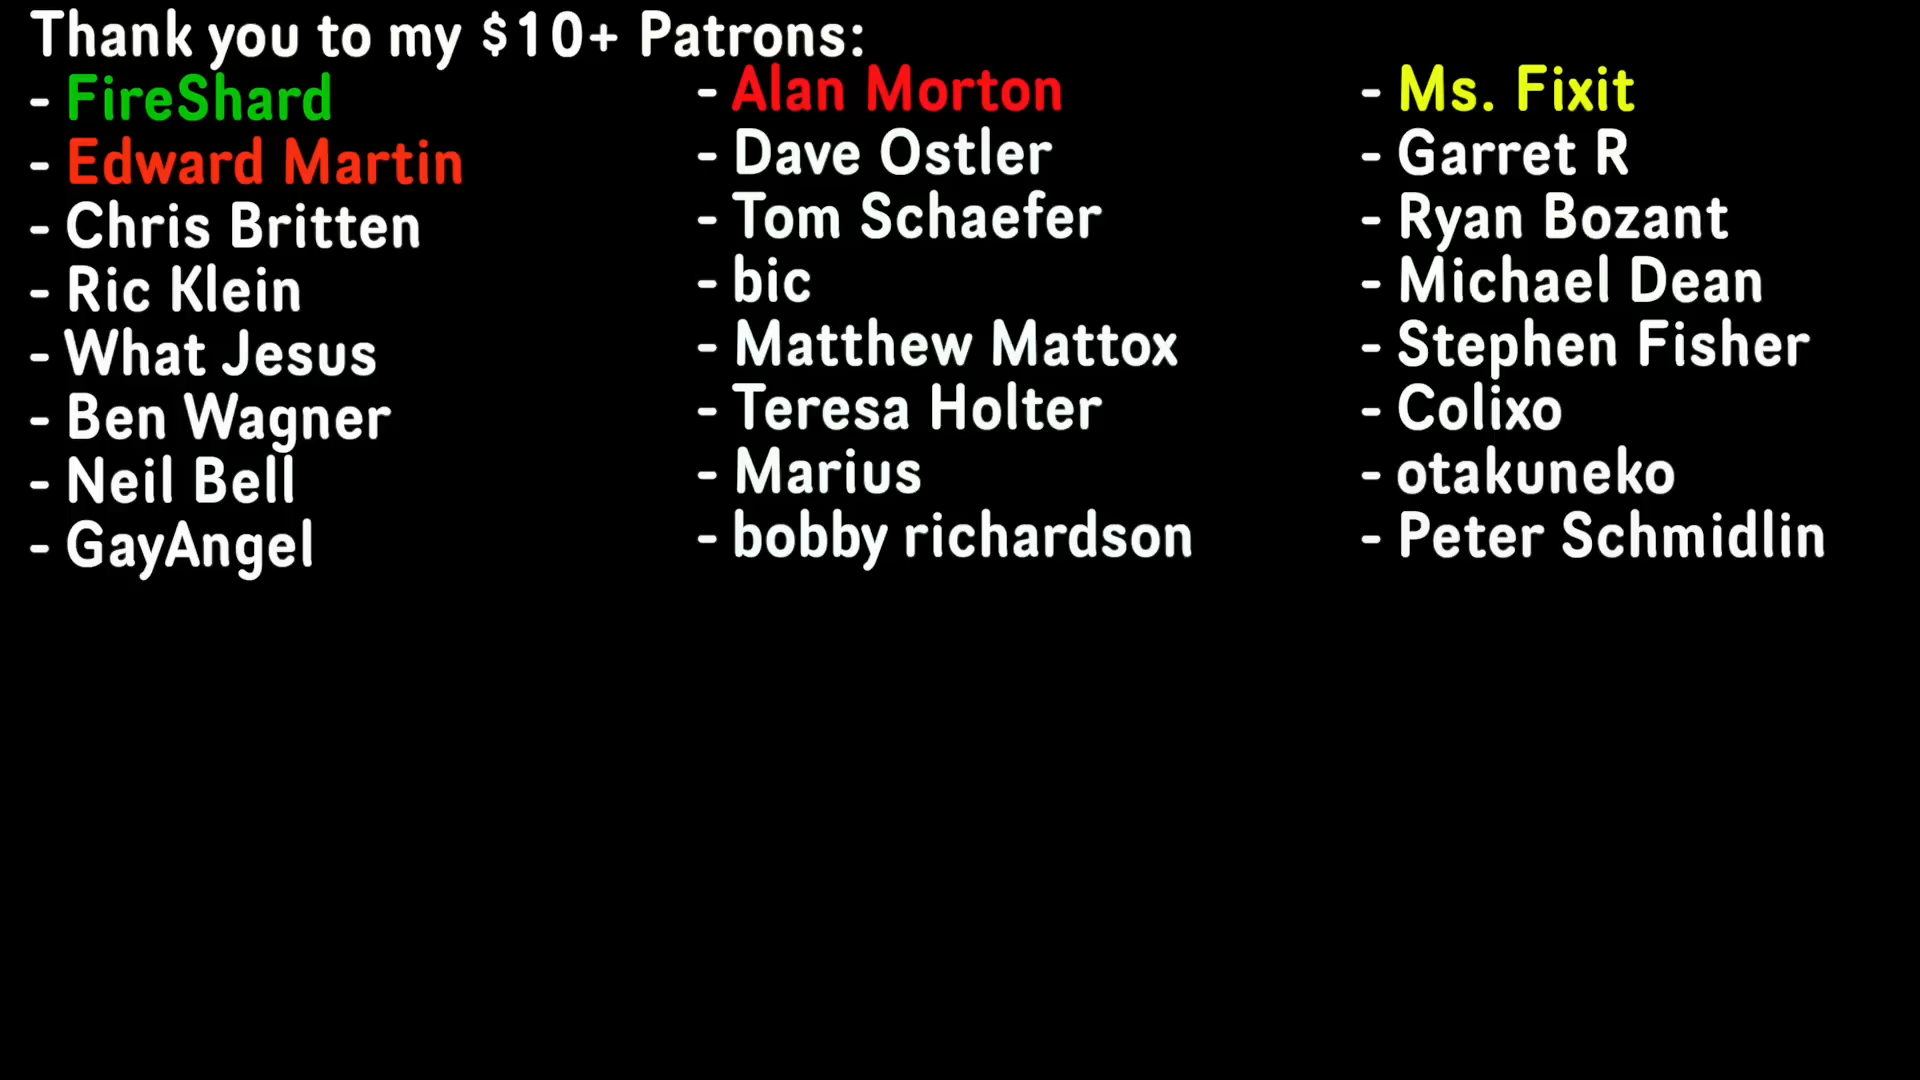 Thank you to my $10+ Patrons:
- FireShard
- Edward Martin
- Chris Britten
- Ric Klein
- What Jesus
- Ben Wagner
- Neil Bell
- GayAngel
- Alan Morton
- Dave Ostler
- Tom Schaefer
- bic
- Matthew Mattox
- Teresa Holter
- Marius
- bobby richardson
- Ms. Fixit
- Garret R
- Ryan Bozant
- Michael Dean
- Stephen Fisher
- Colixo
- otakuneko
- Peter Schmidlin